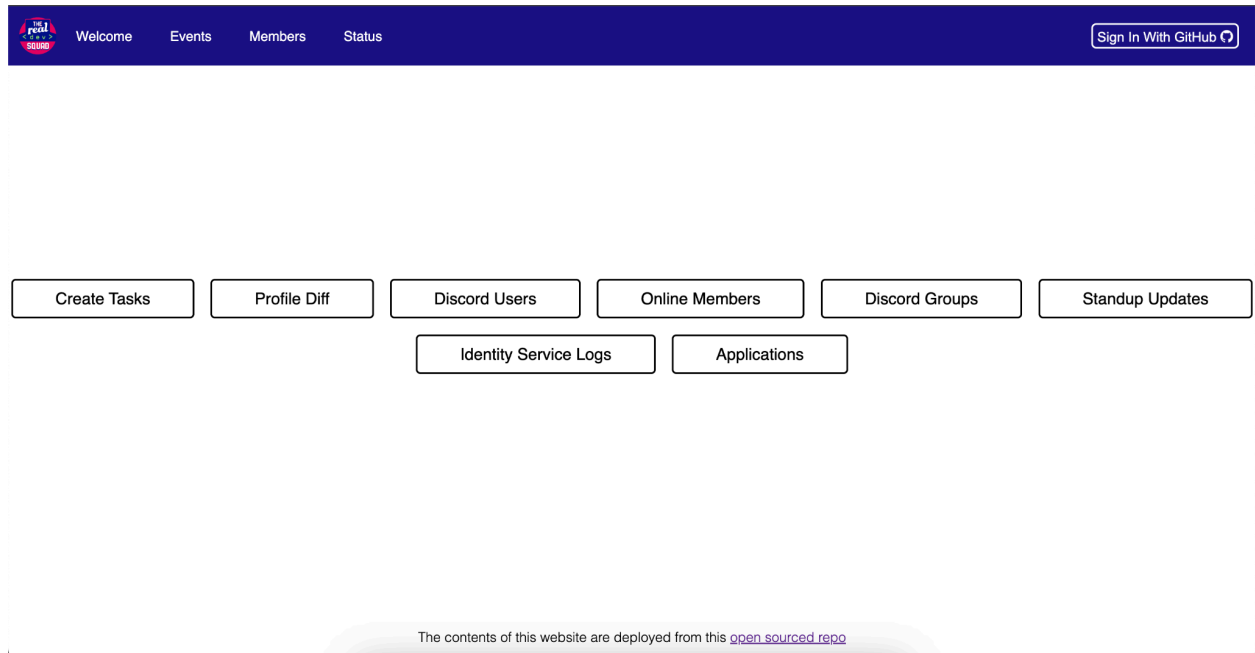 THE
real
<dev>
SQUAD
Welcome Events Members Status Sign In With GitHub
Create Tasks Profile Diff Discord Users Online Members Discord Groups Standup Updates
Identity Service Logs Applications
The contents of this website are deployed from this open sourced repo